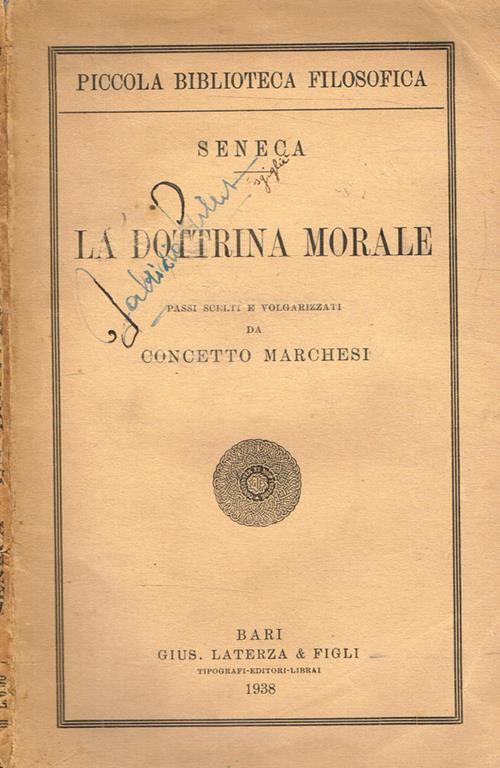 PICCOLA BIBLIOTECA FILOSOFICA
SENECA
LA DOTTRINA MORALE
PASSI SCELTI E VOLGARIZZATI
DA
CONCETTO MARCHESI
BARI
GIUS. LATERZA & FIGLI
TIPOGRAFI-EDITORI-LIBRAI
1938